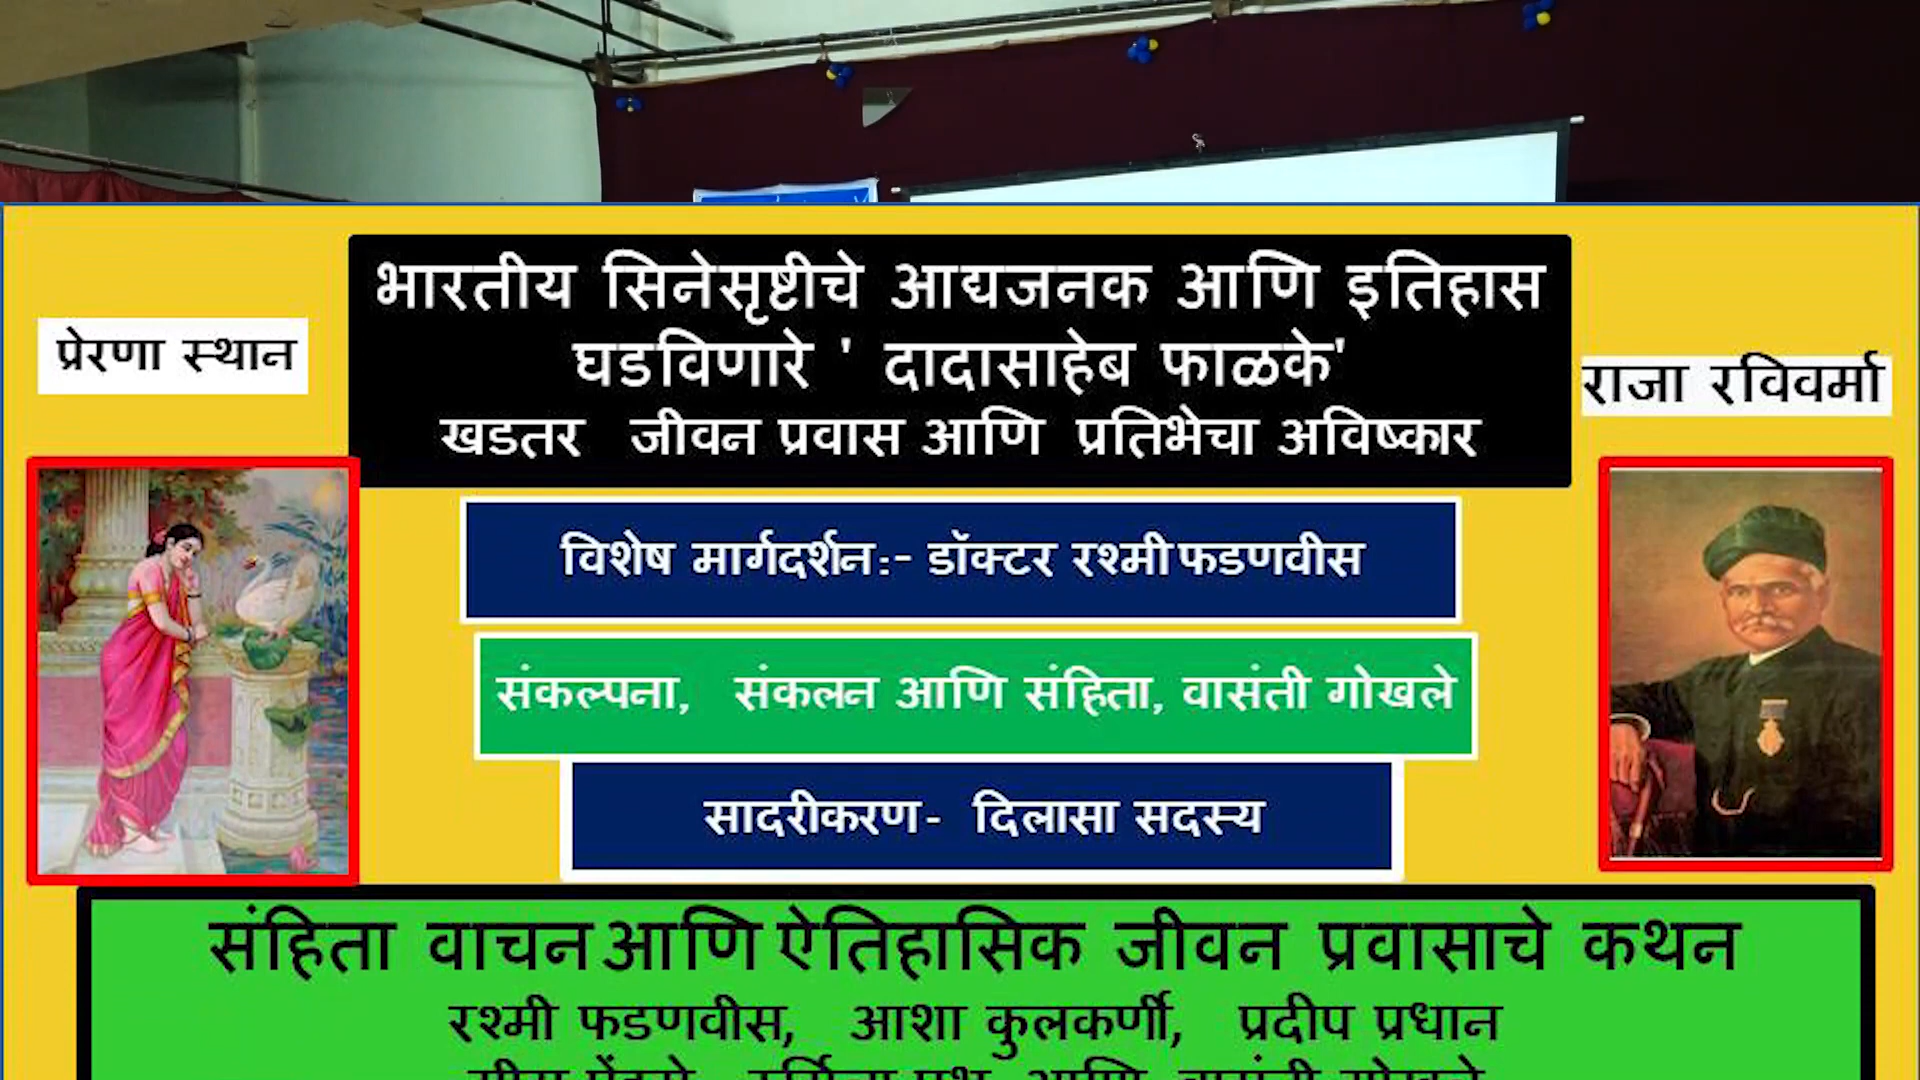 भारतीय सिनेसृष्टीचे आद्यजनक आणि इतिहास
घडविणारे ' दादासाहेब फाळके'
खडतर जीवन प्रवास आणि प्रतिभेचा अविष्कार
प्रेरणा स्थान
राजा रविवर्मा
विशेष मार्गदर्शन:- डॉक्टर रश्मी फडणवीस
संकल्पना, संकलन आणि संहिता, वासंती गोखले
सादरीकरण- दिलासा सदस्य
संहिता वाचन आणि ऐतिहासिक जीवन प्रवासाचे कथन
रश्मी फडणवीस, आशा कुलकर्णी, प्रदीप प्रधान
आणि वासंती गोखले